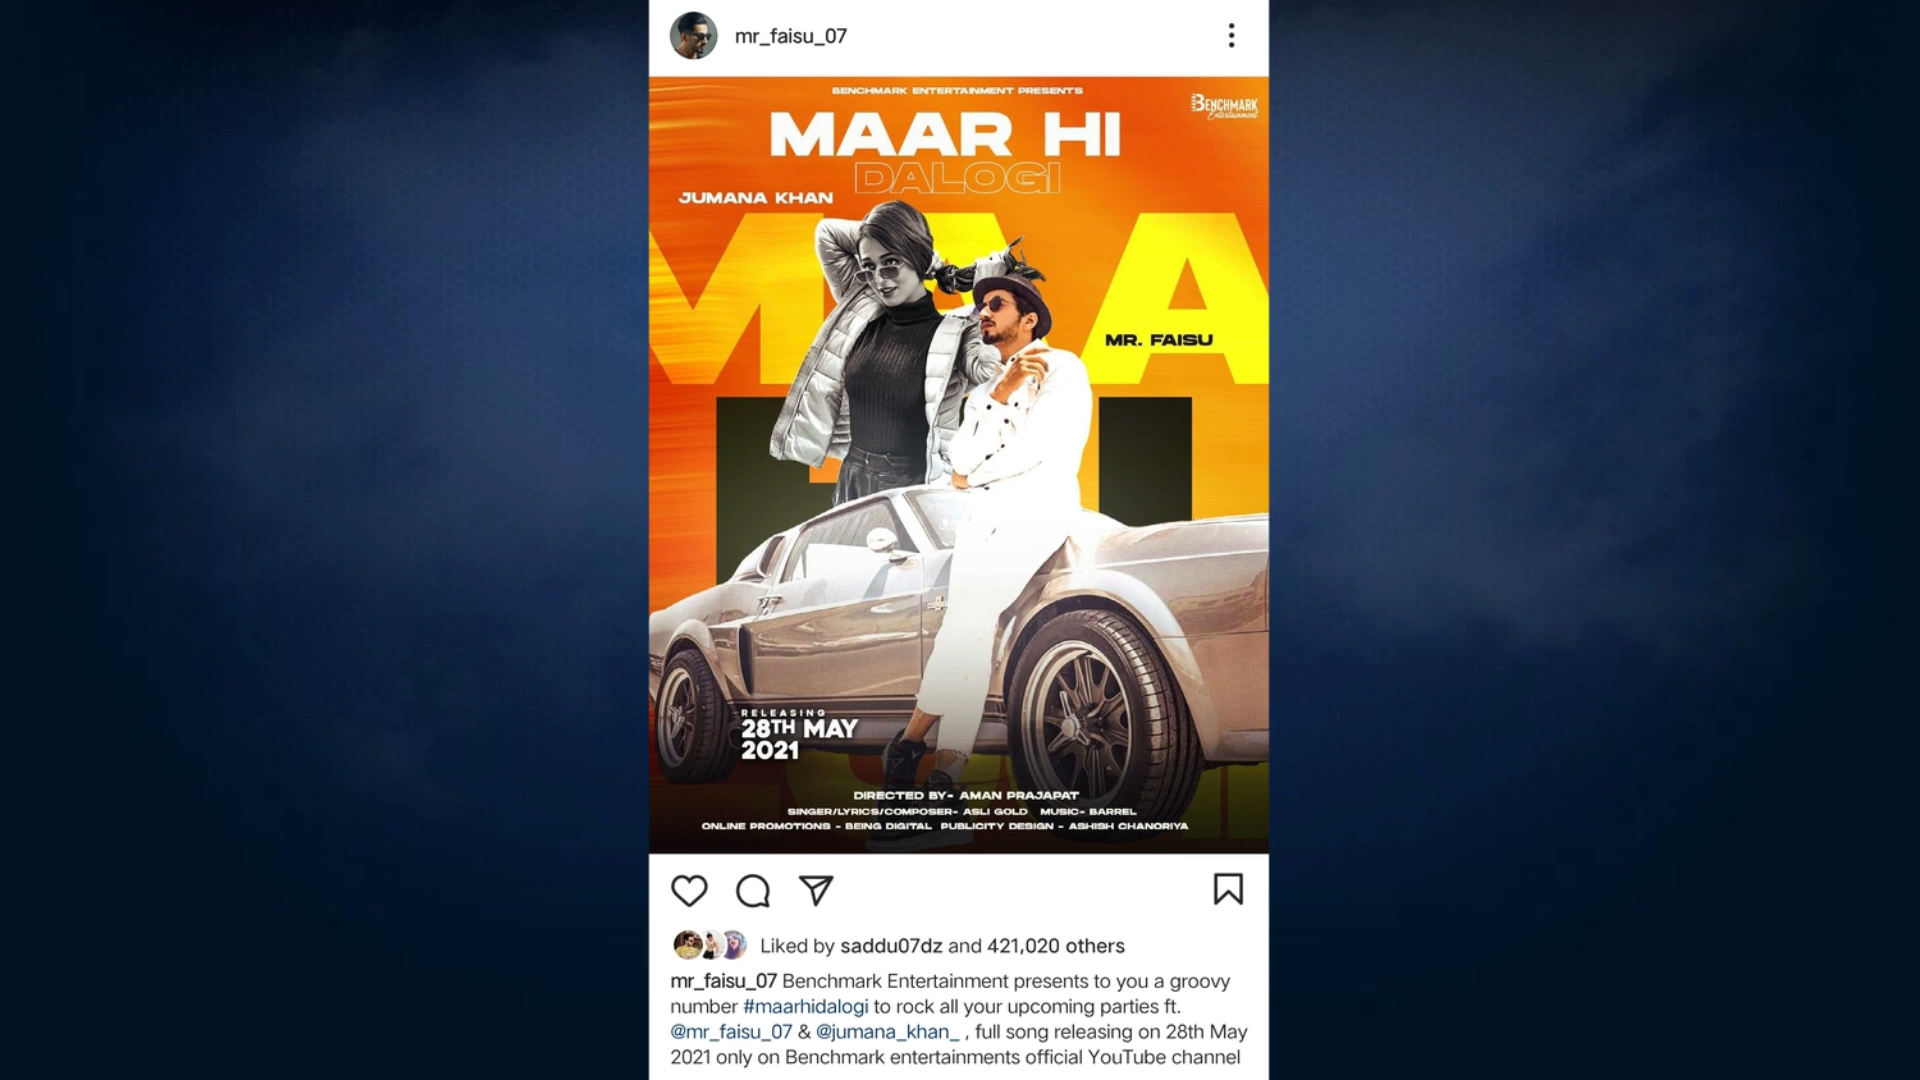 mr_faisu_07
BENCHMARK ENTERTAINMENT PRESENTS
BENCHMARK
Entertainment
MAAR HI
DALOGI
JUMANA KHAN
MAA
MR. FAISU
RELEASING
28TH MAY
2021
DIRECTED BY- AMAN PRAJAPAT
SINGER/LYRICS/COMPOSER- ASLI GOLD MUSIC- BARREL
ONLINE PROMOTIONS - BEING DIGITAL PUBLICITY DESIGN - ASHISH CHANORIYA
Liked by saddu07dz and 421,020 others
mr_faisu_07 Benchmark Entertainment presents to you a groovy
number #maarhidalogi to rock all your upcoming parties ft.
@mr_faisu_07 & @jumana_khan_ , full song releasing on 28th May
2021 only on Benchmark entertainments official YouTube channel